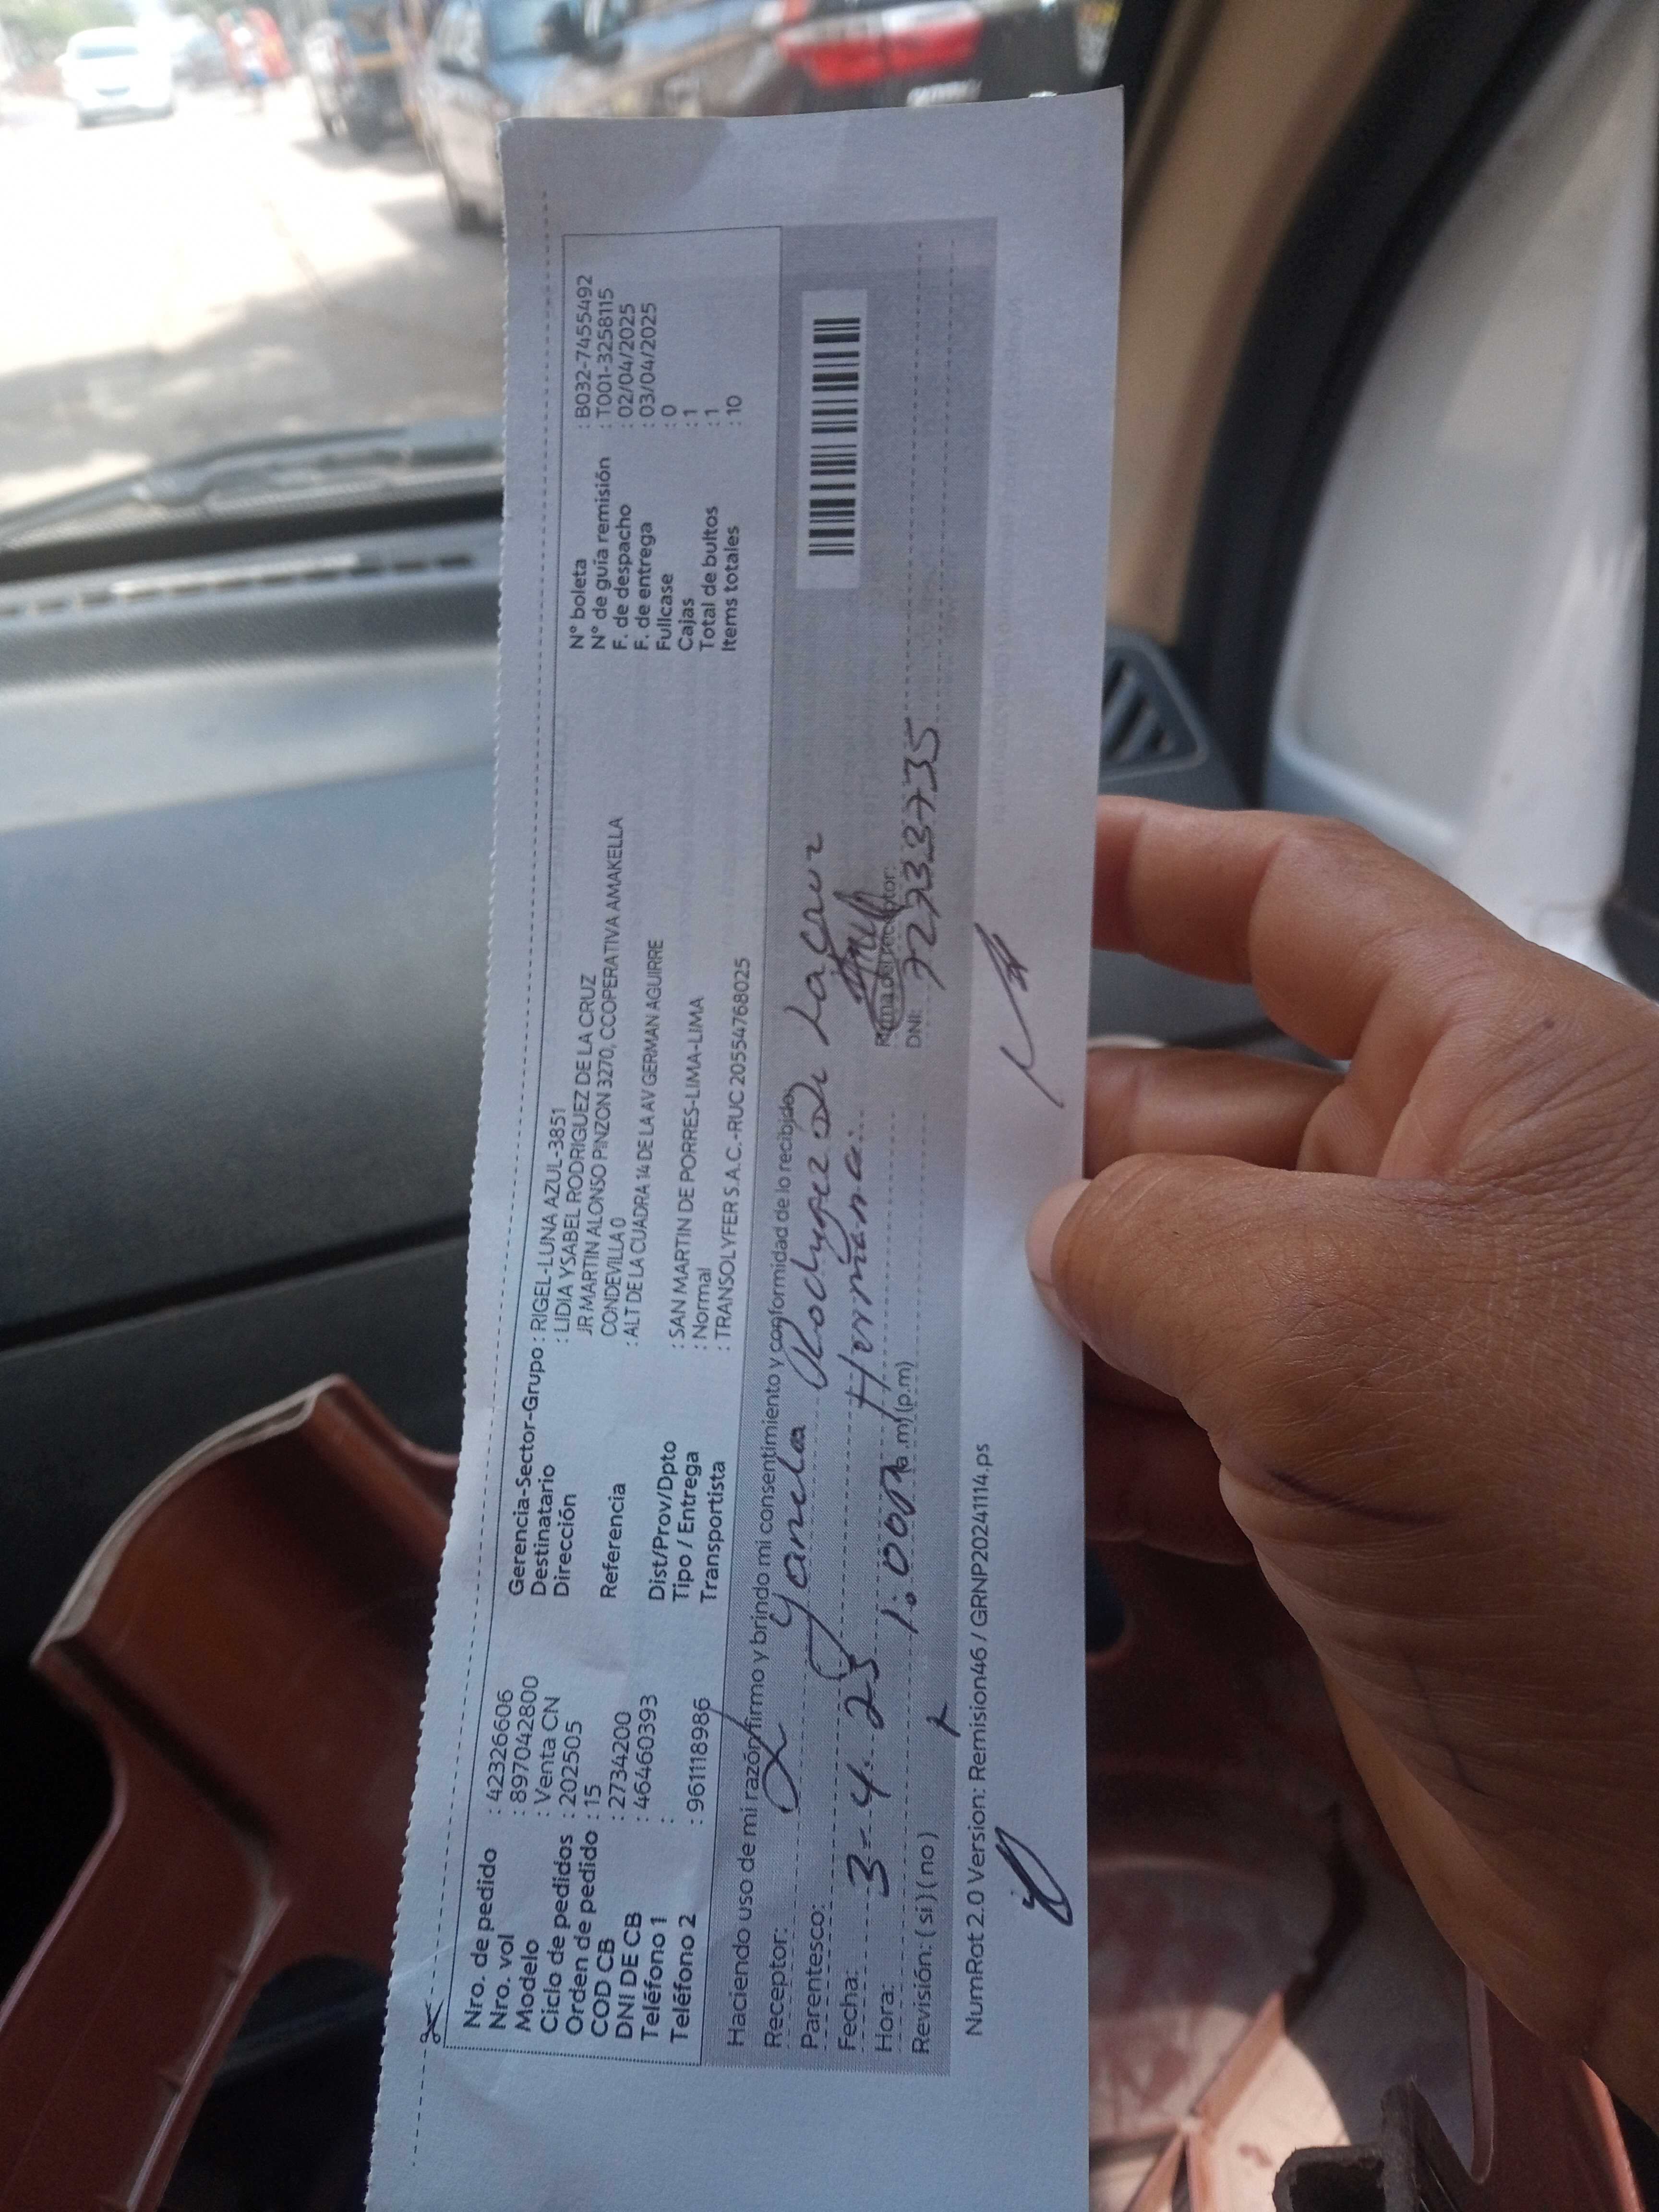 Nro. de pedido : 42326606
Nro. vol : 897042800
Modelo : Venta CN
Ciclo de pedidos : 202505
Orden de pedido : 15
COD CB : 2734200
DNI DE CB : 46460393
Teléfono 1 :
Teléfono 2 : 961118986
Gerencia-Sector-Grupo : RIGEL-LUNA AZUL-3851
Destinatario : LIDIA YSABEL RODRIGUEZ DE LA CRUZ
Dirección JR MARTIN ALONSO PINZON 3270, CCOPERATIVA AMAKELLA
CONDEVILLA 0
Referencia : ALT DE LA CUADRA 14 DE LA AV GERMAN AGUIRRE
Dist/Prov/Dpto : SAN MARTIN DE PORRES-LIMA-LIMA
Tipo / Entrega : Normal
Transportista : TRANSOLYFER S.A.C.-RUC 20554768025
N° boleta : B032-7455492
N° de guía remisión : T001-3258115
F. de despacho : 02/04/2025
F. de entrega : 03/04/2025
Fullcase : 0
Cajas : 1
Total de bultos : 1
Items totales : 10
Haciendo uso de mi razón firmo y brindo mi consentimiento y conformidad de lo recibido,
Receptor: Yanela Rodriguez De La Cruz
Parentesco: Hermana.
Fecha: 3-4.25
Hora: 1:00 (a.m) (p.m)
Firma del receptor:
DNI: 72733735
Revisión: ( si ) ( no )
NumRot 2.0 Version: Remision46 / GRNP20241114.ps